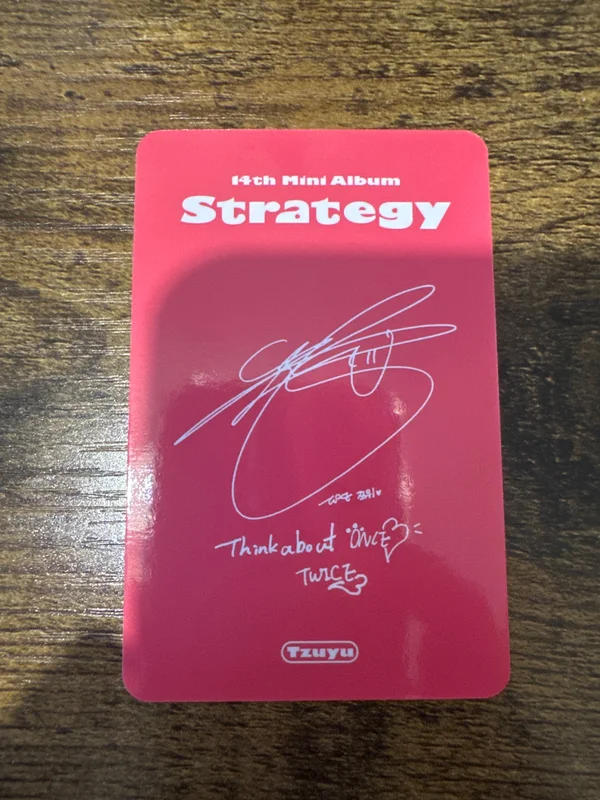 14th Mini Album
Strategy
Think about ONCE
TWICE
Tzuyu